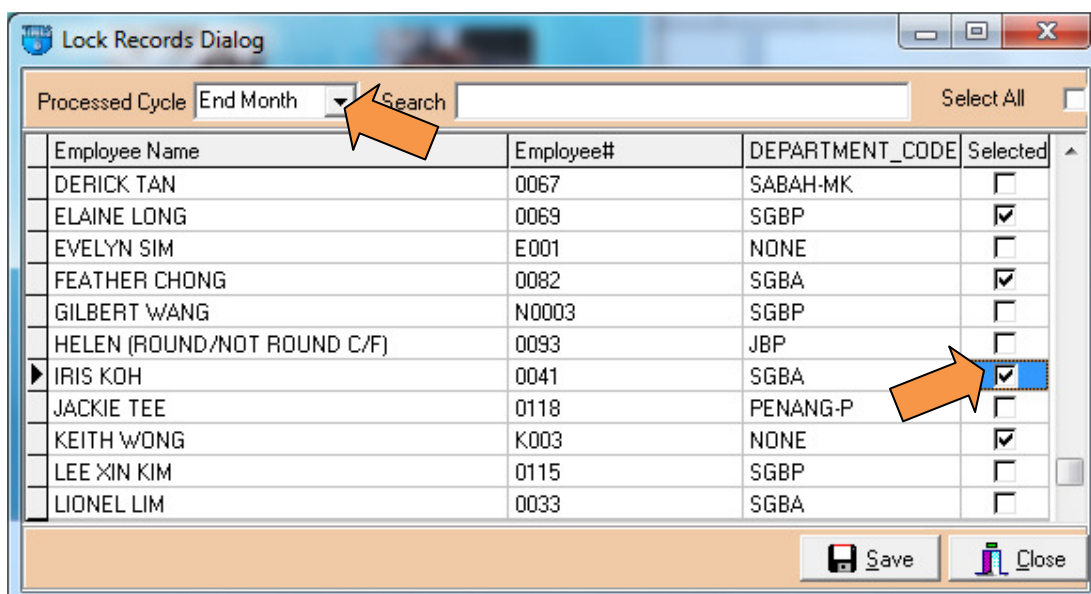 Lock Records Dialog
Processed Cycle End Month Search Select All
Employee Name Employee# DEPARTMENT_CODE Selected
DERICK TAN 0067 SABAH-MK
ELAINE LONG 0069 SGBP
EVELYN SIM E001 NONE
FEATHER CHONG 0082 SGBA
GILBERT WANG N0003 SGBP
HELEN (ROUND/NOT ROUND C/F) 0093 JBP
IRIS KOH 0041 SGBA
JACKIE TEE 0118 PENANG-P
KEITH WONG K003 NONE
LEE XIN KIM 0115 SGBP
LIONEL LIM 0033 SGBA
Save Close